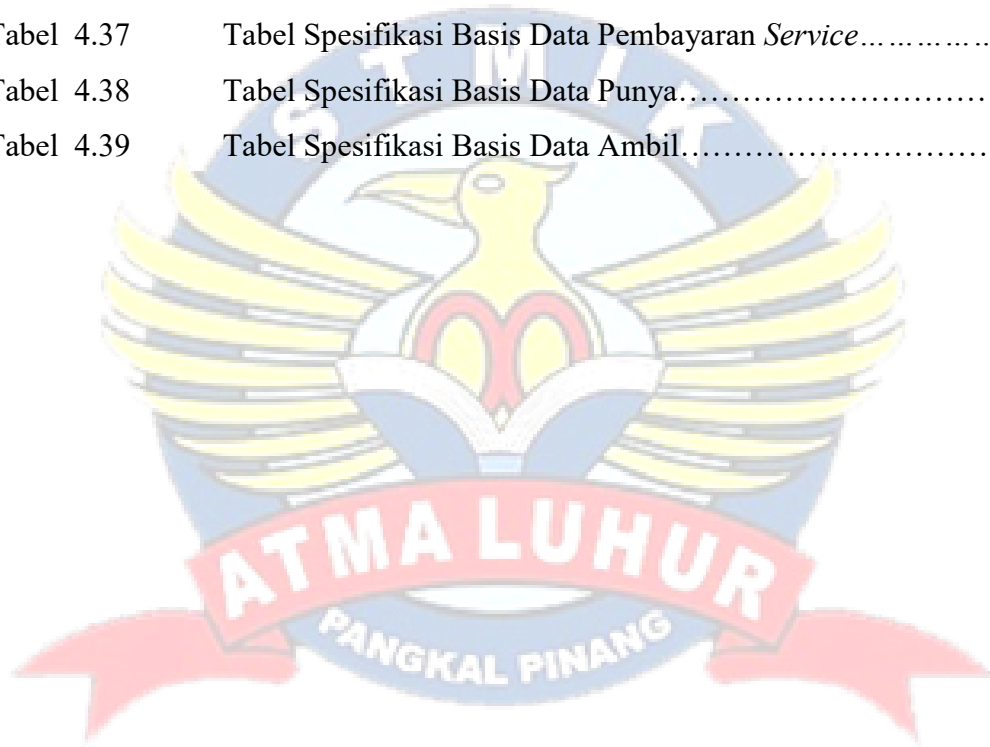 Tabel 4.37 Tabel Spesifikasi Basis Data Pembayaran Service……………..
Tabel 4.38 Tabel Spesifikasi Basis Data Punya…………………………
Tabel 4.39 Tabel Spesifikasi Basis Data Ambil…………………………
STMIK
ATMA LUHUR
PANGKAL PINANG